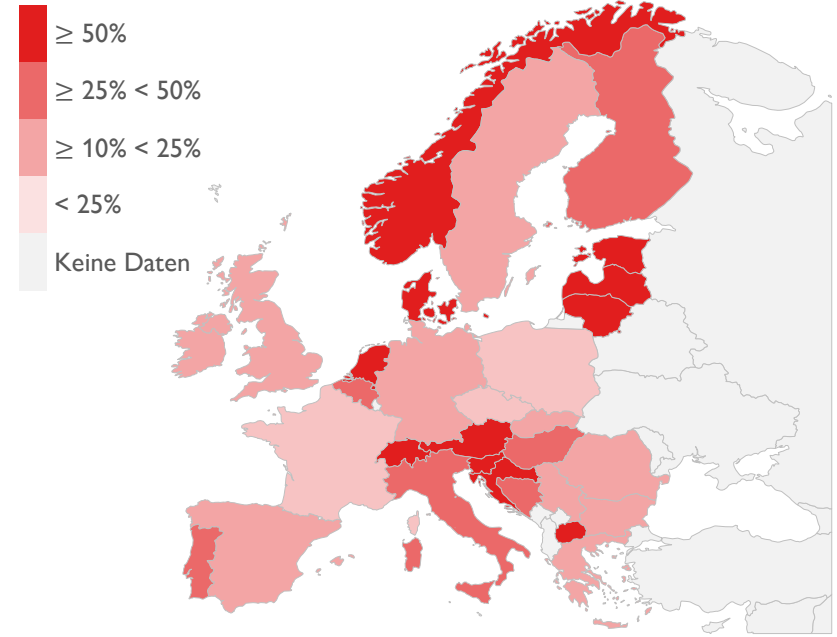 ≥ 50%
≥ 25% < 50%
≥ 10% < 25%
< 25%
Keine Daten